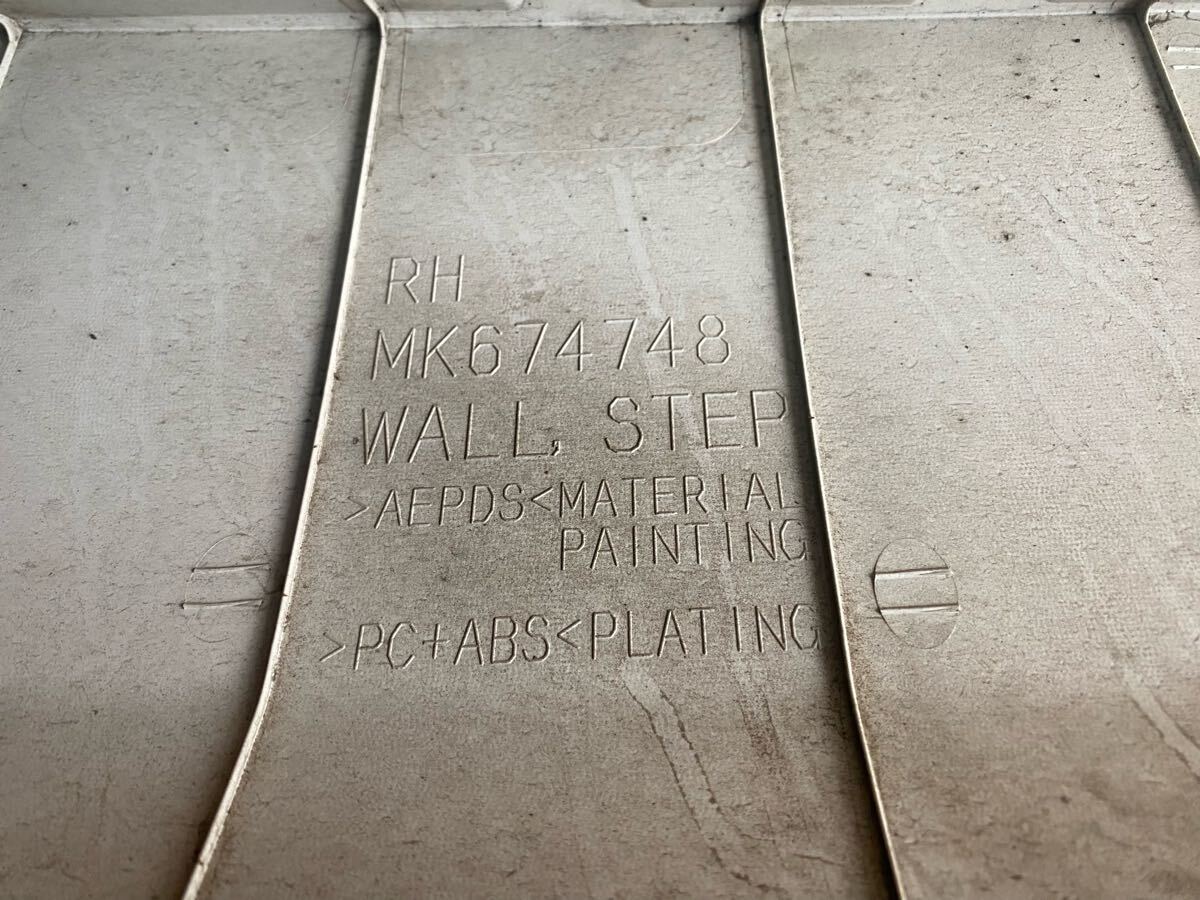 RH
MK674748
WALL, STEP
>AEPDS<MATERIAL
PAINTING
>PC+ABS<PLATING